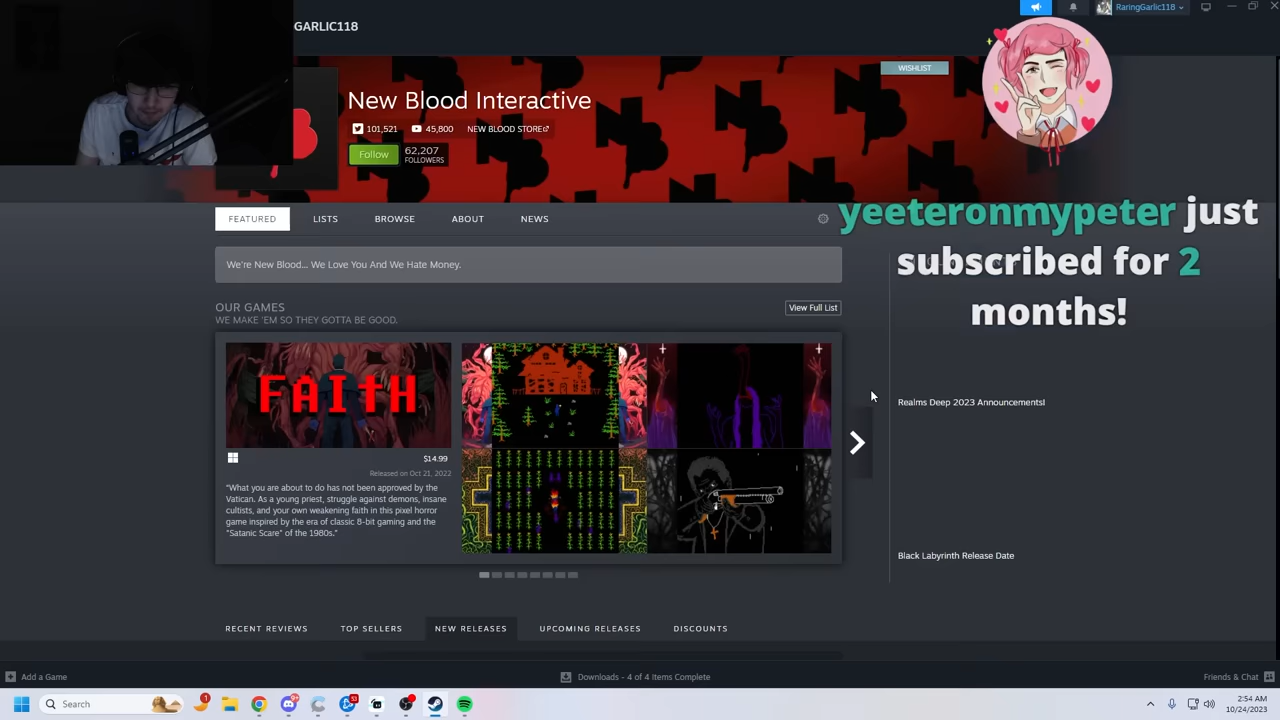 GARLIC118
RaringGarlic118
WISHLIST
New Blood Interactive
101,521 45,800 NEW BLOOD STORE
Follow 62,207
FOLLOWERS
FEATURED LISTS BROWSE ABOUT NEWS
yeeteronmypeter just
subscribed for 2
months!
We're New Blood... We Love You And We Hate Money.
OUR GAMES
WE MAKE 'EM SO THEY GOTTA BE GOOD.
View Full List
FAITH
$14.99
Released on Oct 21, 2022
"What you are about to do has not been approved by the
Vatican. As a young priest, struggle against demons, insane
cultists, and your own weakening faith in this pixel horror
game inspired by the era of classic 8-bit gaming and the
"Satanic Scare" of the 1980s."
Realms Deep 2023 Announcements!
Black Labyrinth Release Date
RECENT REVIEWS TOP SELLERS NEW RELEASES UPCOMING RELEASES DISCOUNTS
Add a Game
Downloads - 4 of 4 Items Complete
Friends & Chat
Search
1
9+
53
2:54 AM
10/24/2023